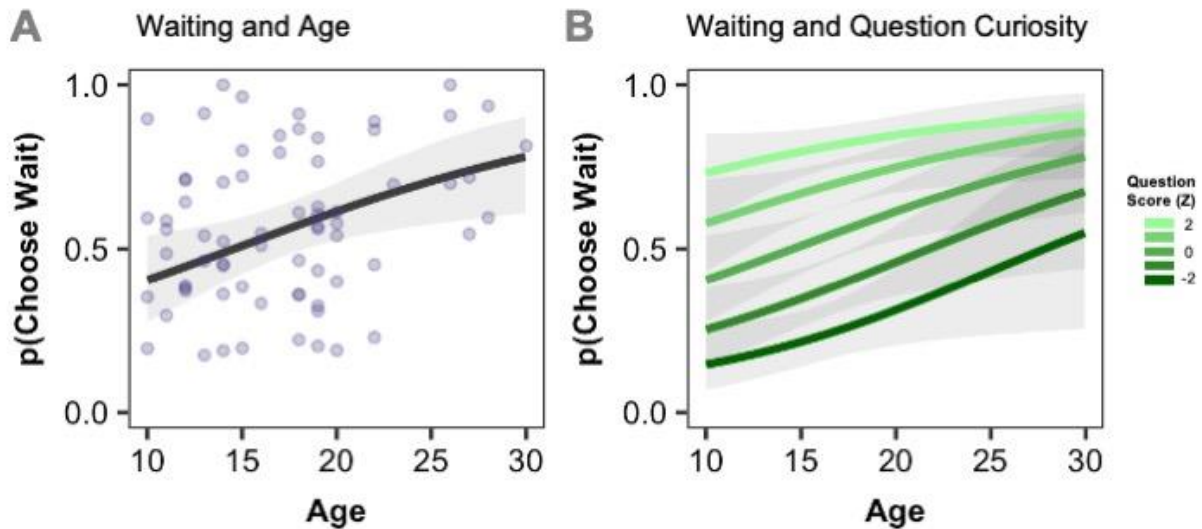 A Waiting and Age
p(Choose Wait)
1.0
0.5
0.0
10 15 20 25 30
Age
B Waiting and Question Curiosity
p(Choose Wait)
1.0
0.5
0.0
10 15 20 25 30
Age
Question
Score (Z)
2
0
-2